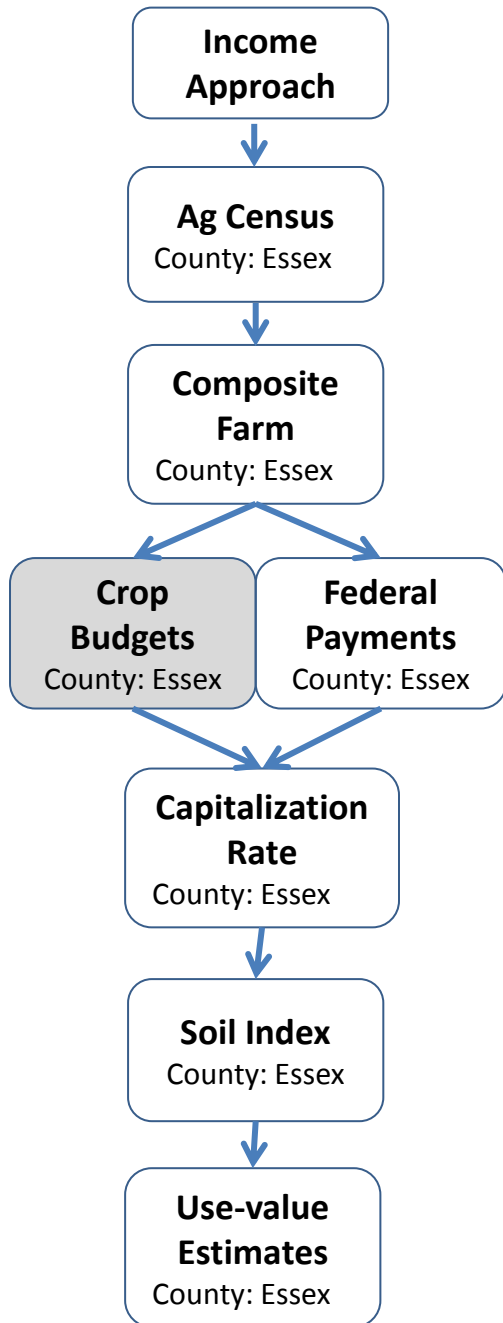 Income
Approach
Ag Census
County: Essex
Composite
Farm
County: Essex
Crop
Budgets
County: Essex
Federal
Payments
County: Essex
Capitalization
Rate
County: Essex
Soil Index
County: Essex
Use-value
Estimates
County: Essex